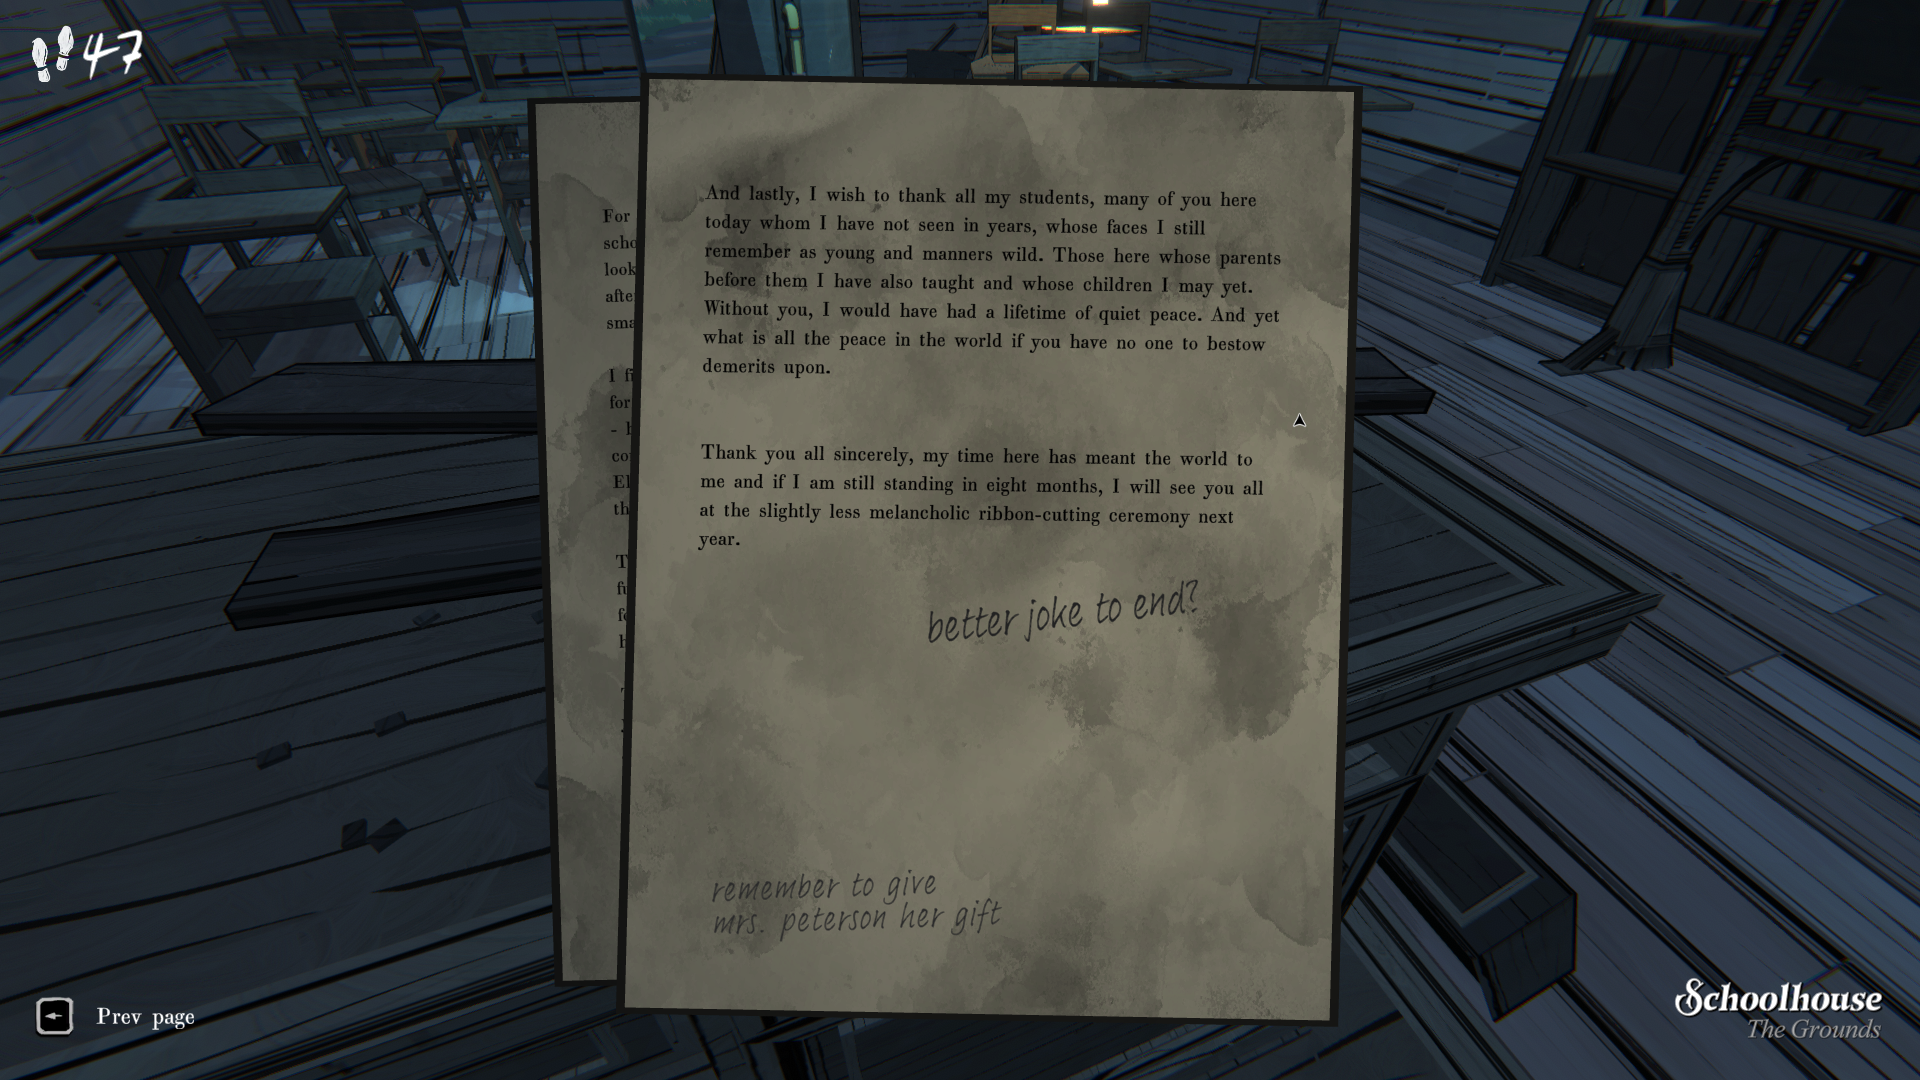 47
For
scho
look
afte
sma
I fi
for
And lastly, I wish to thank all my students, many of you here
today whom I have not seen in years, whose faces I still
remember as young and manners wild. Those here whose parents
before them I have also taught and whose children I may yet.
Without you, I would have had a lifetime of quiet peace. And yet
what is all the peace in the world if you have no one to bestow
demerits upon.
Thank you all sincerely, my time here has meant the world to
me and if I am still standing in eight months, I will see you all
at the slightly less melancholic ribbon-cutting ceremony next
year.
better joke to end?
remember to give
mrs. peterson her gift
Prev page
Schoolhouse
The Grounds